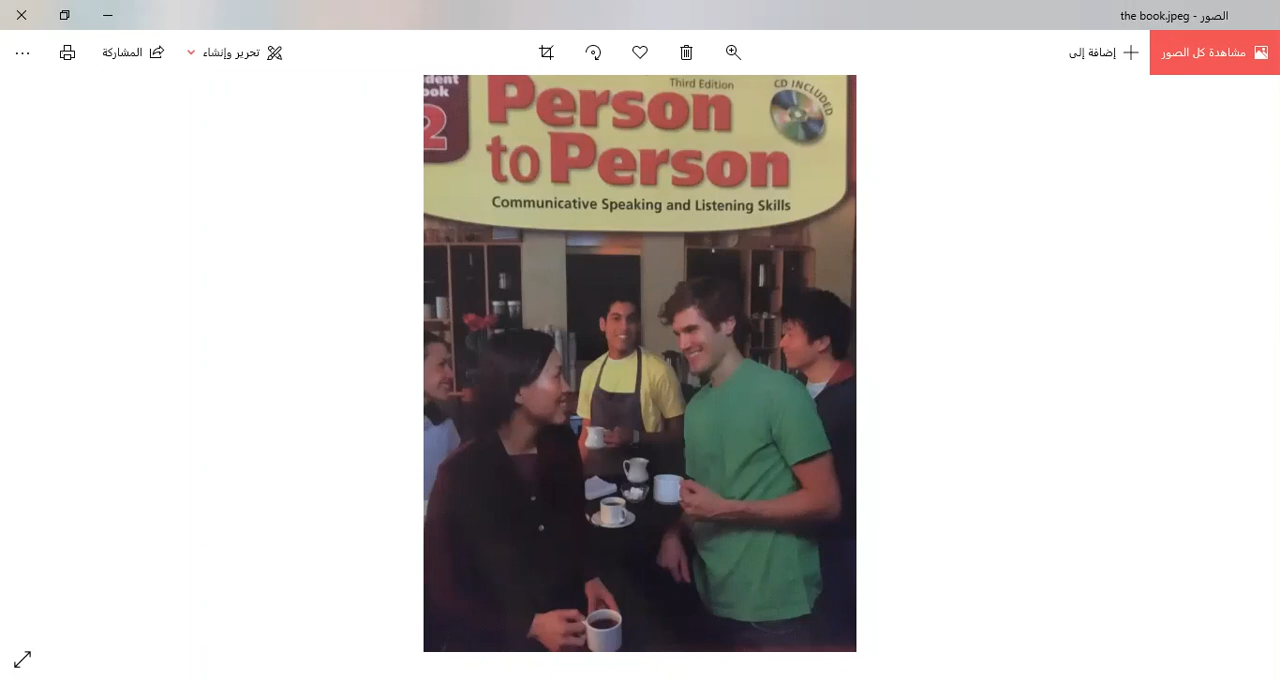 the book.jpeg - الصور
مشاهدة كل الصور
إضافة إلى
تحرير وإنشاء
المشاركة
Third Edition
CD INCLUDED
2
Person
to Person
Communicative Speaking and Listening Skills